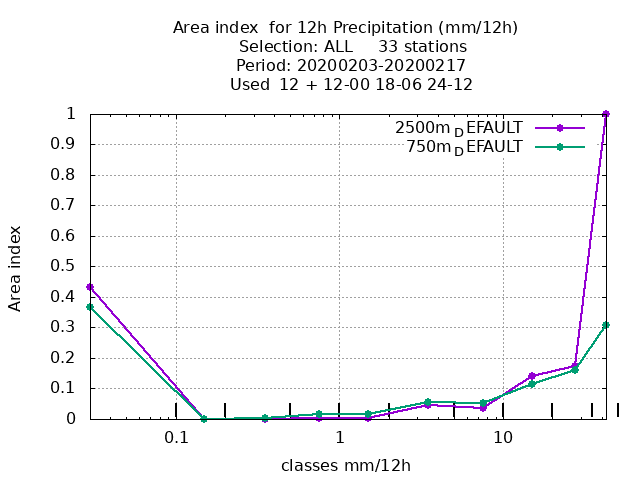 Area index  for 12h Precipitation (mm/12h)
Selection: ALL     33 stations
Period: 20200203-20200217
Used  12 + 12-00 18-06 24-12
2500m_DEFAULT
750m_DEFAULT
1
0.9
0.8
0.7
0.6
0.5
0.4
0.3
0.2
0.1
0
Area index
0.1 1 10
classes mm/12h